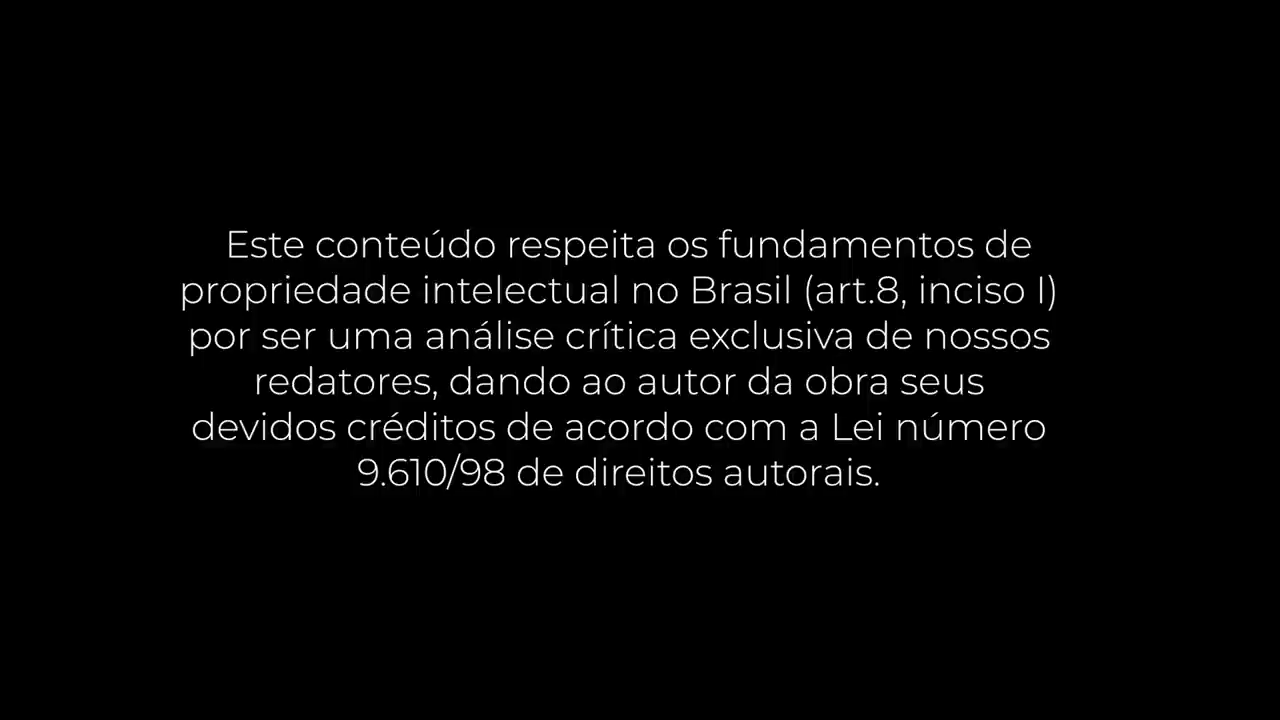 Este conteúdo respeita os fundamentos de
propriedade intelectual no Brasil (art.8, inciso I)
por ser uma análise crítica exclusiva de nossos
redatores, dando ao autor da obra seus
devidos créditos de acordo com a Lei número
9.610/98 de direitos autorais.